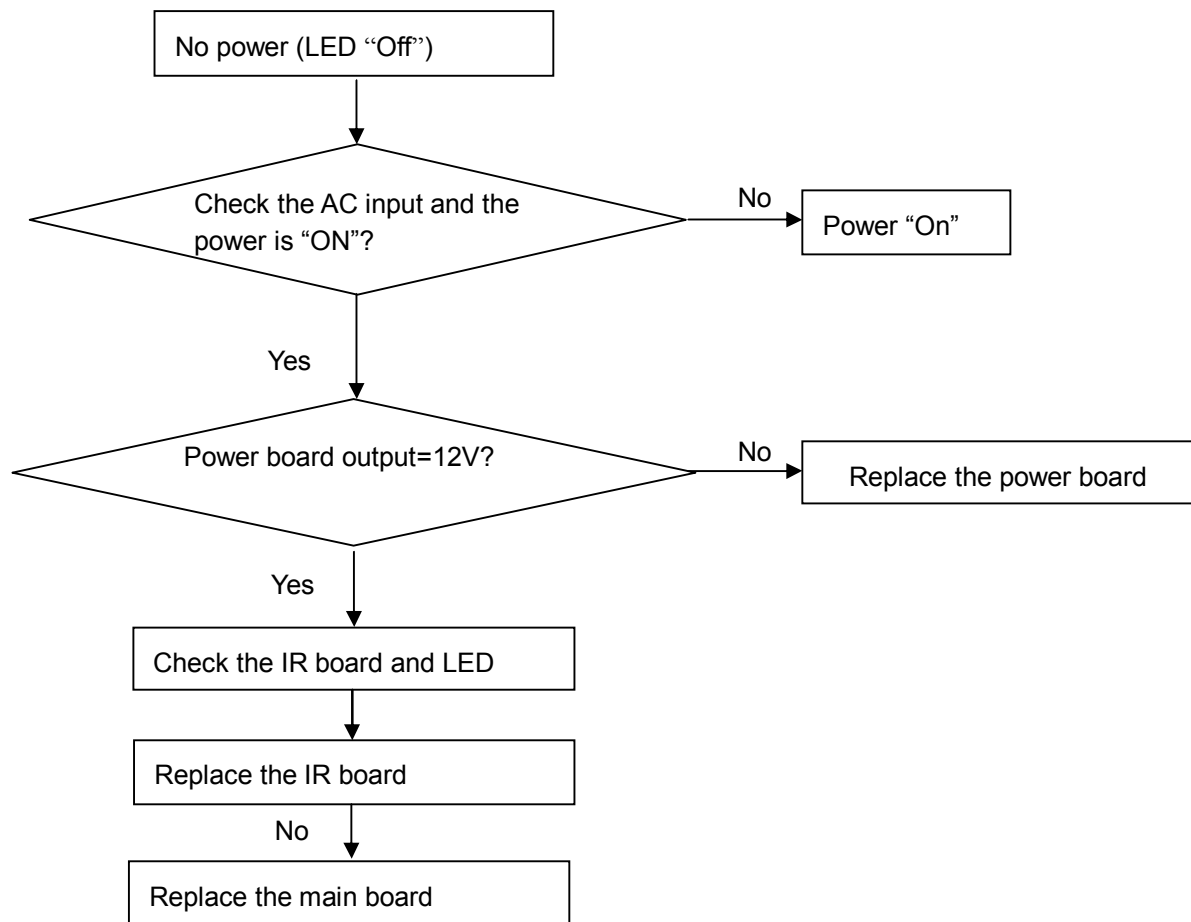 No power (LED “Off”)
Check the AC input and the
power is “ON”?
No
Power “On”
Yes
Power board output=12V?
No
Replace the power board
Yes
Check the IR board and LED
Replace the IR board
No
Replace the main board